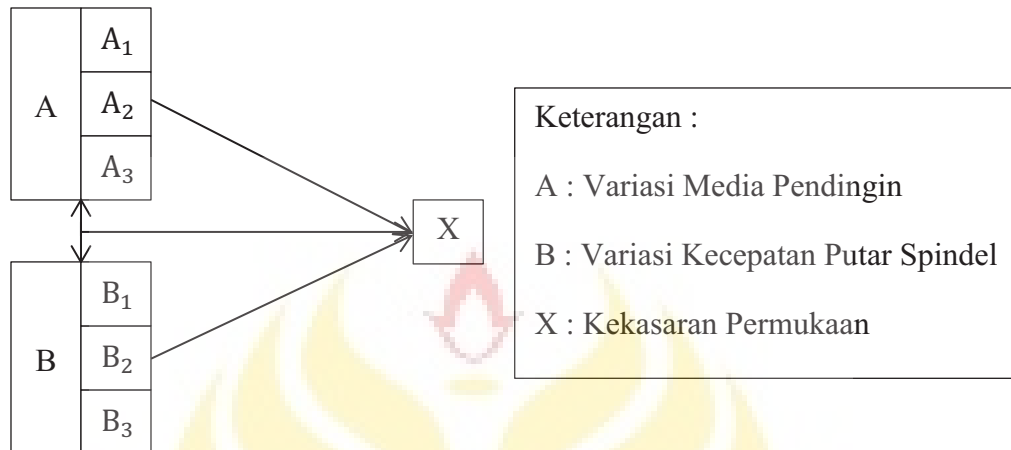 A
A₁
A₂
A₃
B
B₁
B₂
B₃
X
Keterangan :
A : Variasi Media Pendingin
B : Variasi Kecepatan Putar Spindel
X : Kekasaran Permukaan